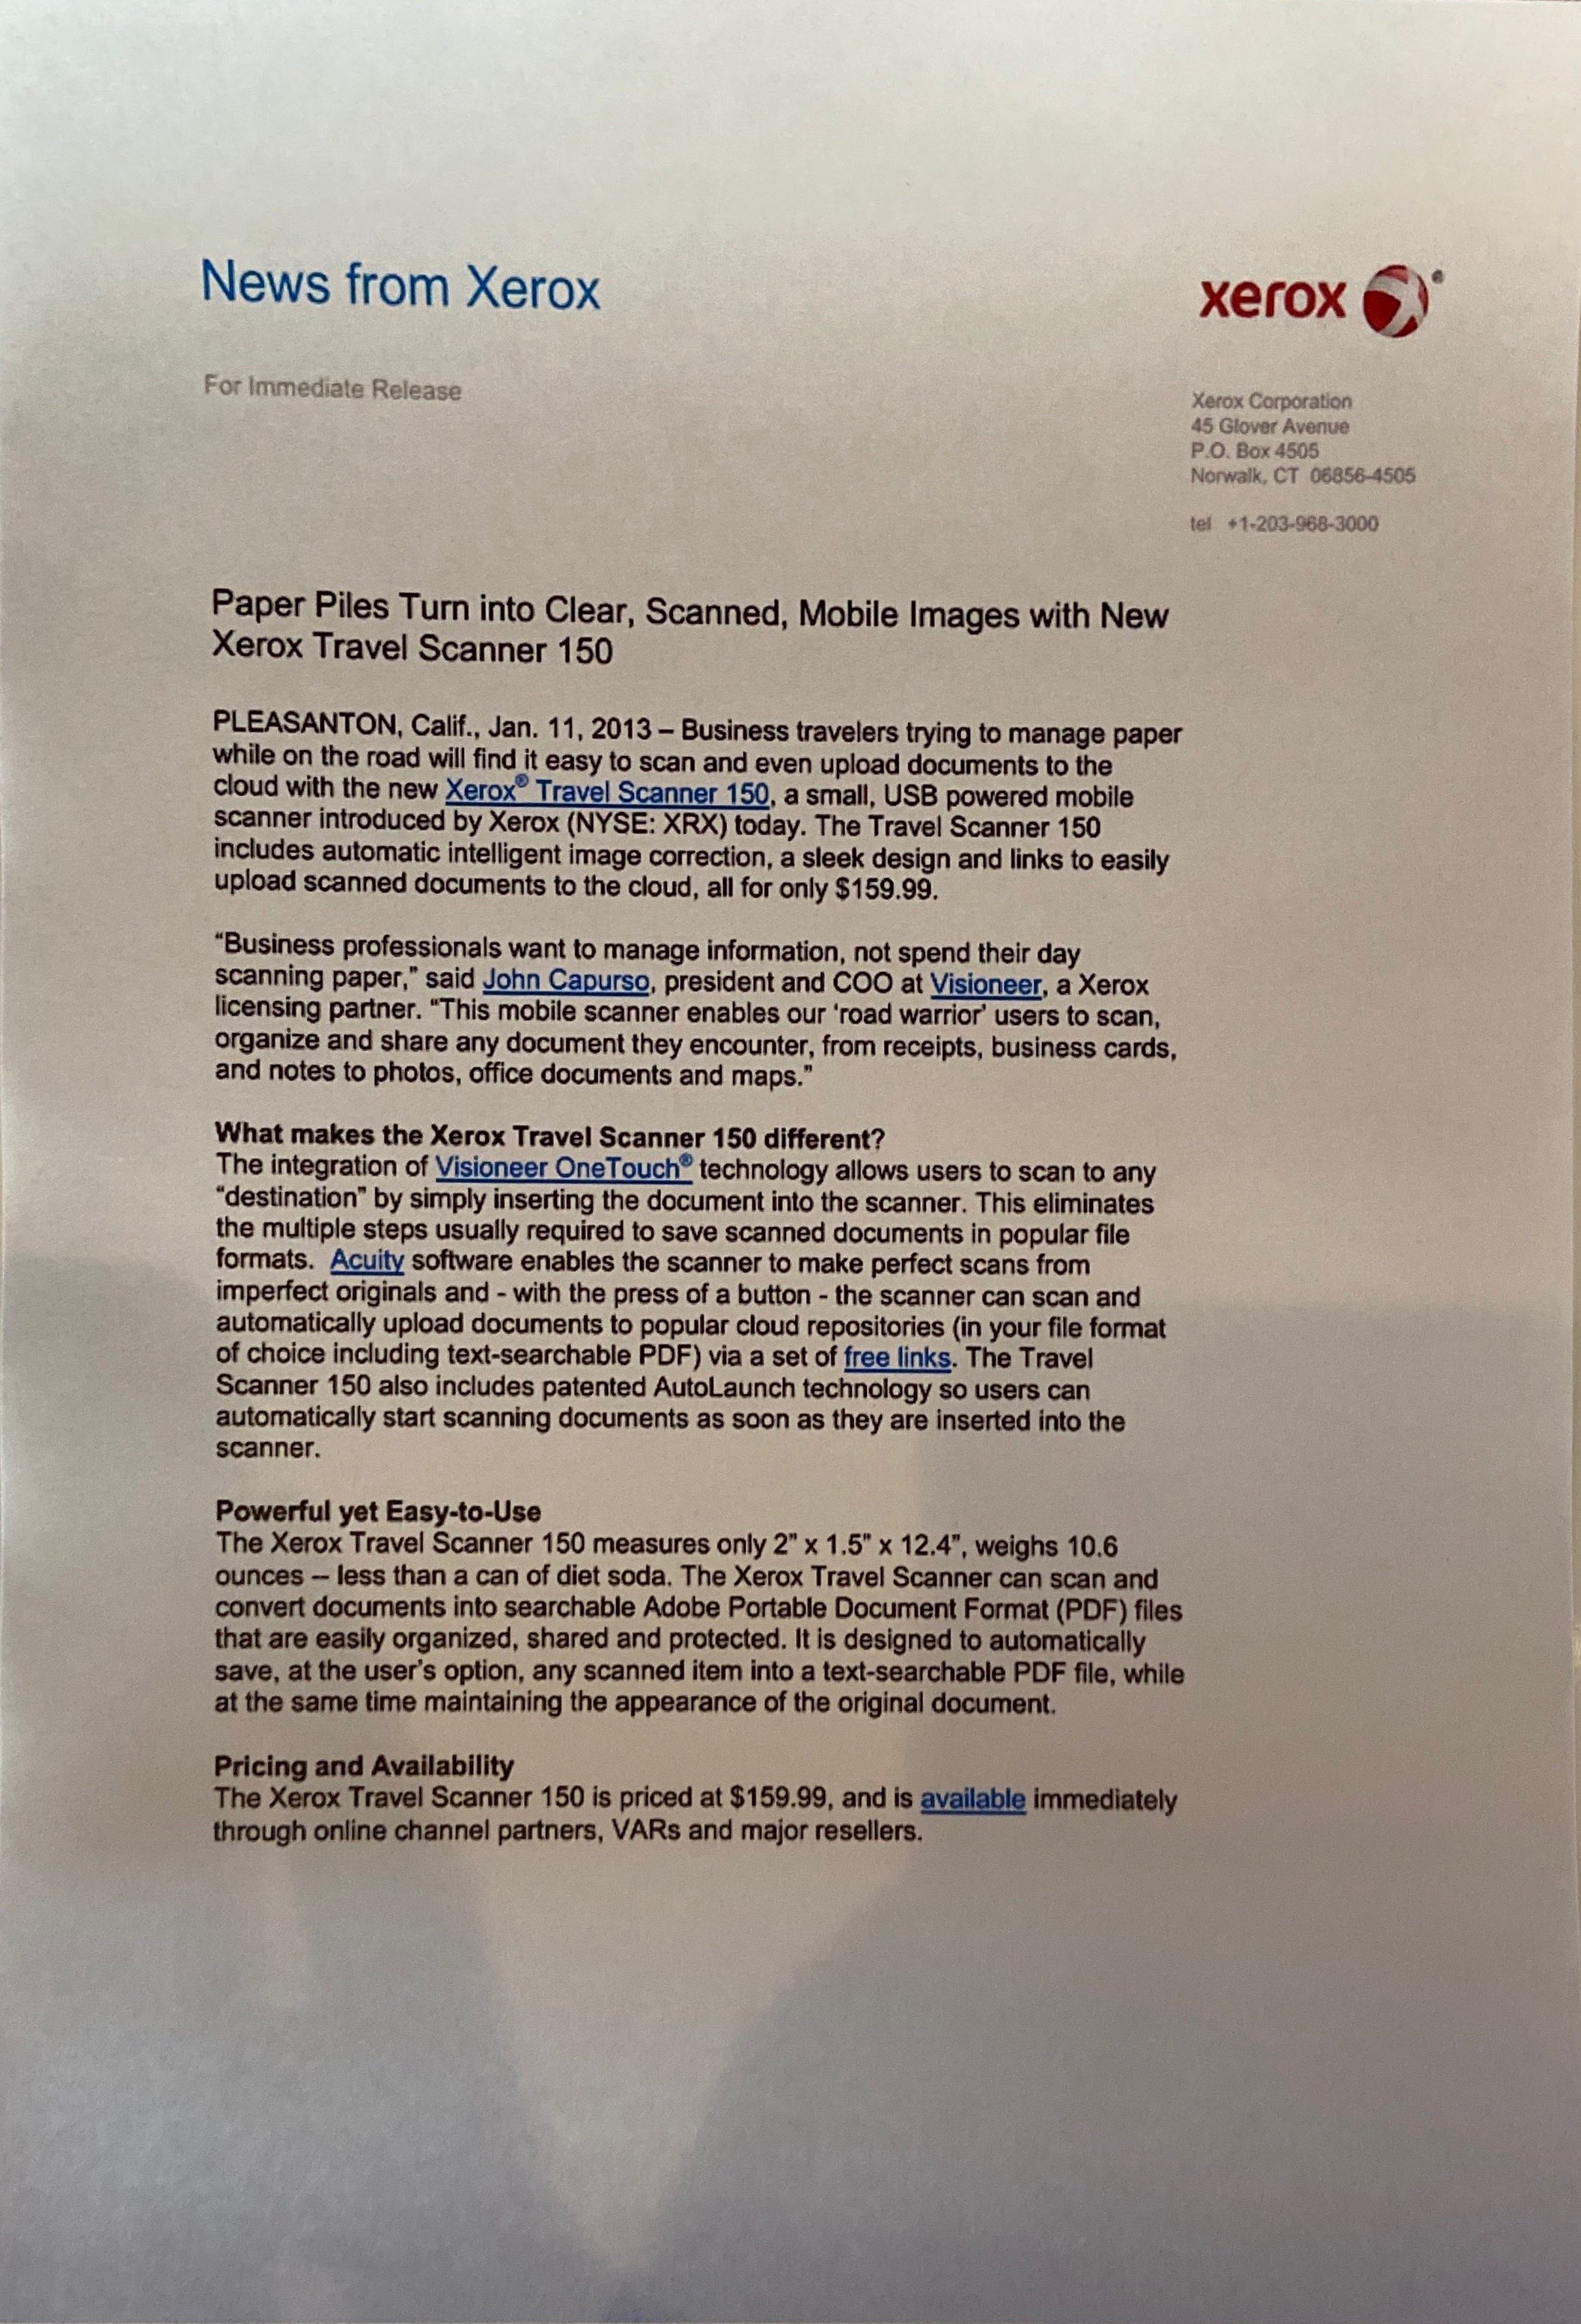 News from Xerox
xerox ®
For Immediate Release
Xerox Corporation
45 Glover Avenue
P.O. Box 4505
Norwalk, CT 06856-4505
tel +1-203-968-3000
Paper Piles Turn into Clear, Scanned, Mobile Images with New
Xerox Travel Scanner 150
PLEASANTON, Calif., Jan. 11, 2013 – Business travelers trying to manage paper
while on the road will find it easy to scan and even upload documents to the
cloud with the new Xerox® Travel Scanner 150, a small, USB powered mobile
scanner introduced by Xerox (NYSE: XRX) today. The Travel Scanner 150
includes automatic intelligent image correction, a sleek design and links to easily
upload scanned documents to the cloud, all for only $159.99.
“Business professionals want to manage information, not spend their day
scanning paper,” said John Capurso, president and COO at Visioneer, a Xerox
licensing partner. “This mobile scanner enables our ‘road warrior’ users to scan,
organize and share any document they encounter, from receipts, business cards,
and notes to photos, office documents and maps.”
What makes the Xerox Travel Scanner 150 different?
The integration of Visioneer OneTouch® technology allows users to scan to any
“destination” by simply inserting the document into the scanner. This eliminates
the multiple steps usually required to save scanned documents in popular file
formats. Acuity software enables the scanner to make perfect scans from
imperfect originals and - with the press of a button - the scanner can scan and
automatically upload documents to popular cloud repositories (in your file format
of choice including text-searchable PDF) via a set of free links. The Travel
Scanner 150 also includes patented AutoLaunch technology so users can
automatically start scanning documents as soon as they are inserted into the
scanner.
Powerful yet Easy-to-Use
The Xerox Travel Scanner 150 measures only 2” x 1.5” x 12.4”, weighs 10.6
ounces – less than a can of diet soda. The Xerox Travel Scanner can scan and
convert documents into searchable Adobe Portable Document Format (PDF) files
that are easily organized, shared and protected. It is designed to automatically
save, at the user’s option, any scanned item into a text-searchable PDF file, while
at the same time maintaining the appearance of the original document.
Pricing and Availability
The Xerox Travel Scanner 150 is priced at $159.99, and is available immediately
through online channel partners, VARs and major resellers.